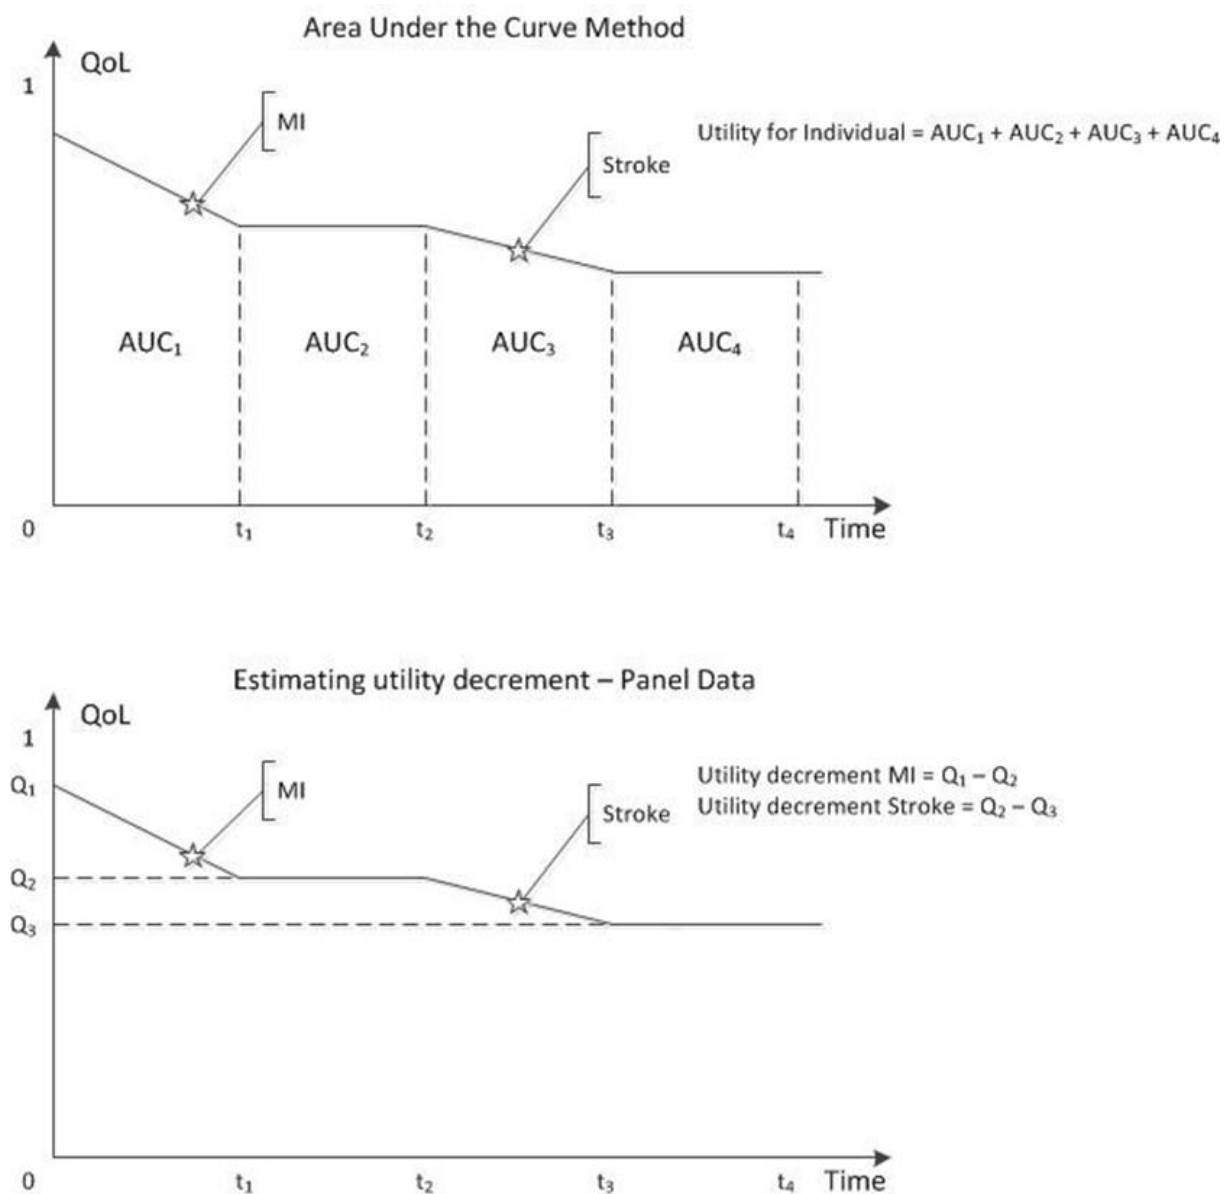 Area Under the Curve Method
QoL
1
MI
Utility for Individual = AUC₁ + AUC₂ + AUC₃ + AUC₄
Stroke
AUC₁ AUC₂ AUC₃ AUC₄
0 t₁ t₂ t₃ t₄ Time
Estimating utility decrement – Panel Data
QoL
1
Q₁
MI
Utility decrement MI = Q₁ – Q₂
Utility decrement Stroke = Q₂ – Q₃
Stroke
Q₂
Q₃
0 t₁ t₂ t₃ t₄ Time